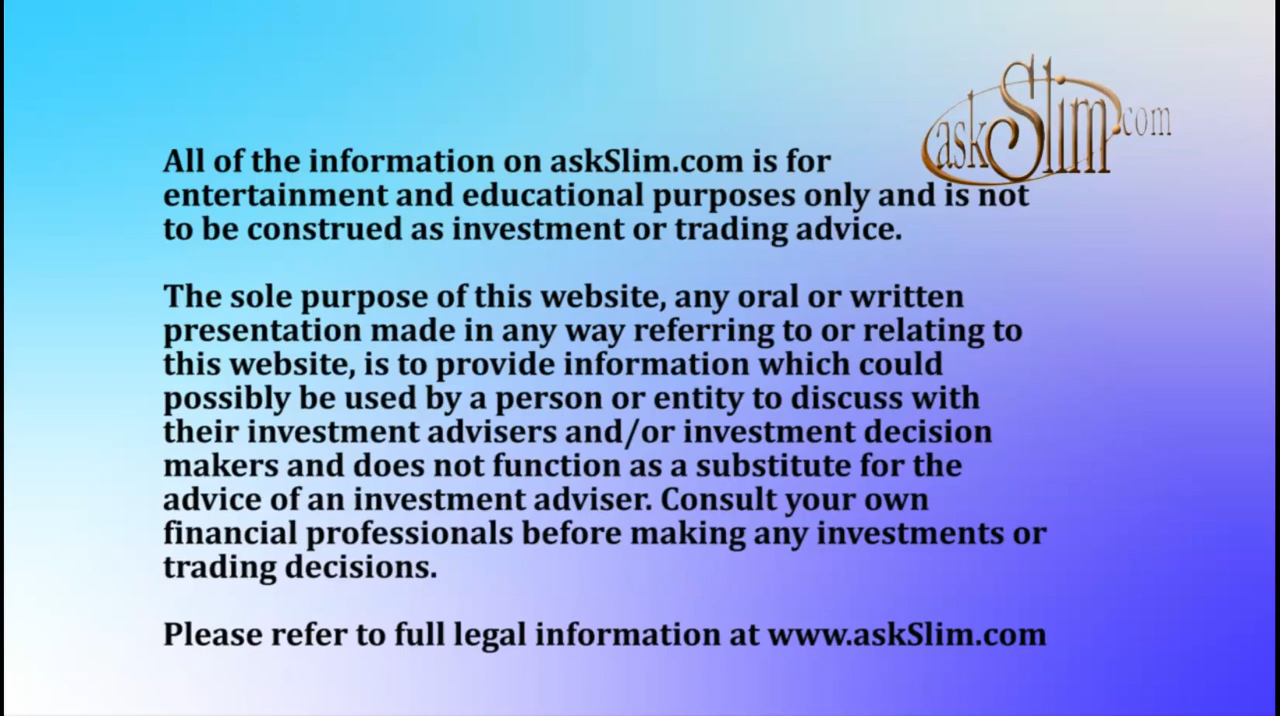 askSlim.com
All of the information on askSlim.com is for
entertainment and educational purposes only and is not
to be construed as investment or trading advice.
The sole purpose of this website, any oral or written
presentation made in any way referring to or relating to
this website, is to provide information which could
possibly be used by a person or entity to discuss with
their investment advisers and/or investment decision
makers and does not function as a substitute for the
advice of an investment adviser. Consult your own
financial professionals before making any investments or
trading decisions.
Please refer to full legal information at www.askSlim.com